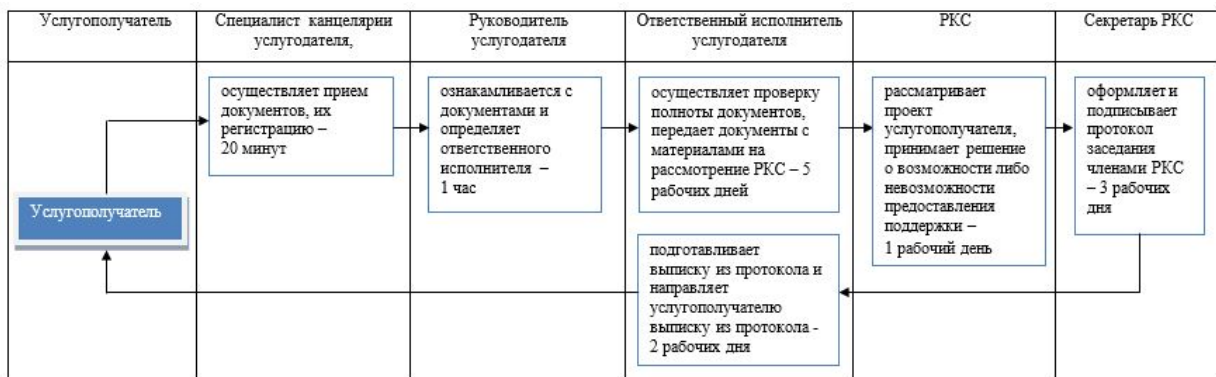 Услугополучатель
Специалист канцелярии
услугодателя,
Руководитель
услугодателя
Ответственный исполнитель
услугодателя
РКС
Секретарь РКС
Услугополучатель
осуществляет прием
документов, их
регистрацию –
20 минут
ознакамливается с
документами и
определяет
ответственного
исполнителя –
1 час
осуществляет проверку
полноты документов,
передает документы с
материалами на
рассмотрение РКС – 5
рабочих дней
рассматривает
проект
услугополучателя,
принимает решение
о возможности либо
невозможности
предоставления
поддержки –
1 рабочий день
оформляет и
подписывает
протокол
заседания
членами РКС
– 3 рабочих
дня
подготавливает
выписку из протокола и
направляет
услугополучателю
выписку из протокола -
2 рабочих дня